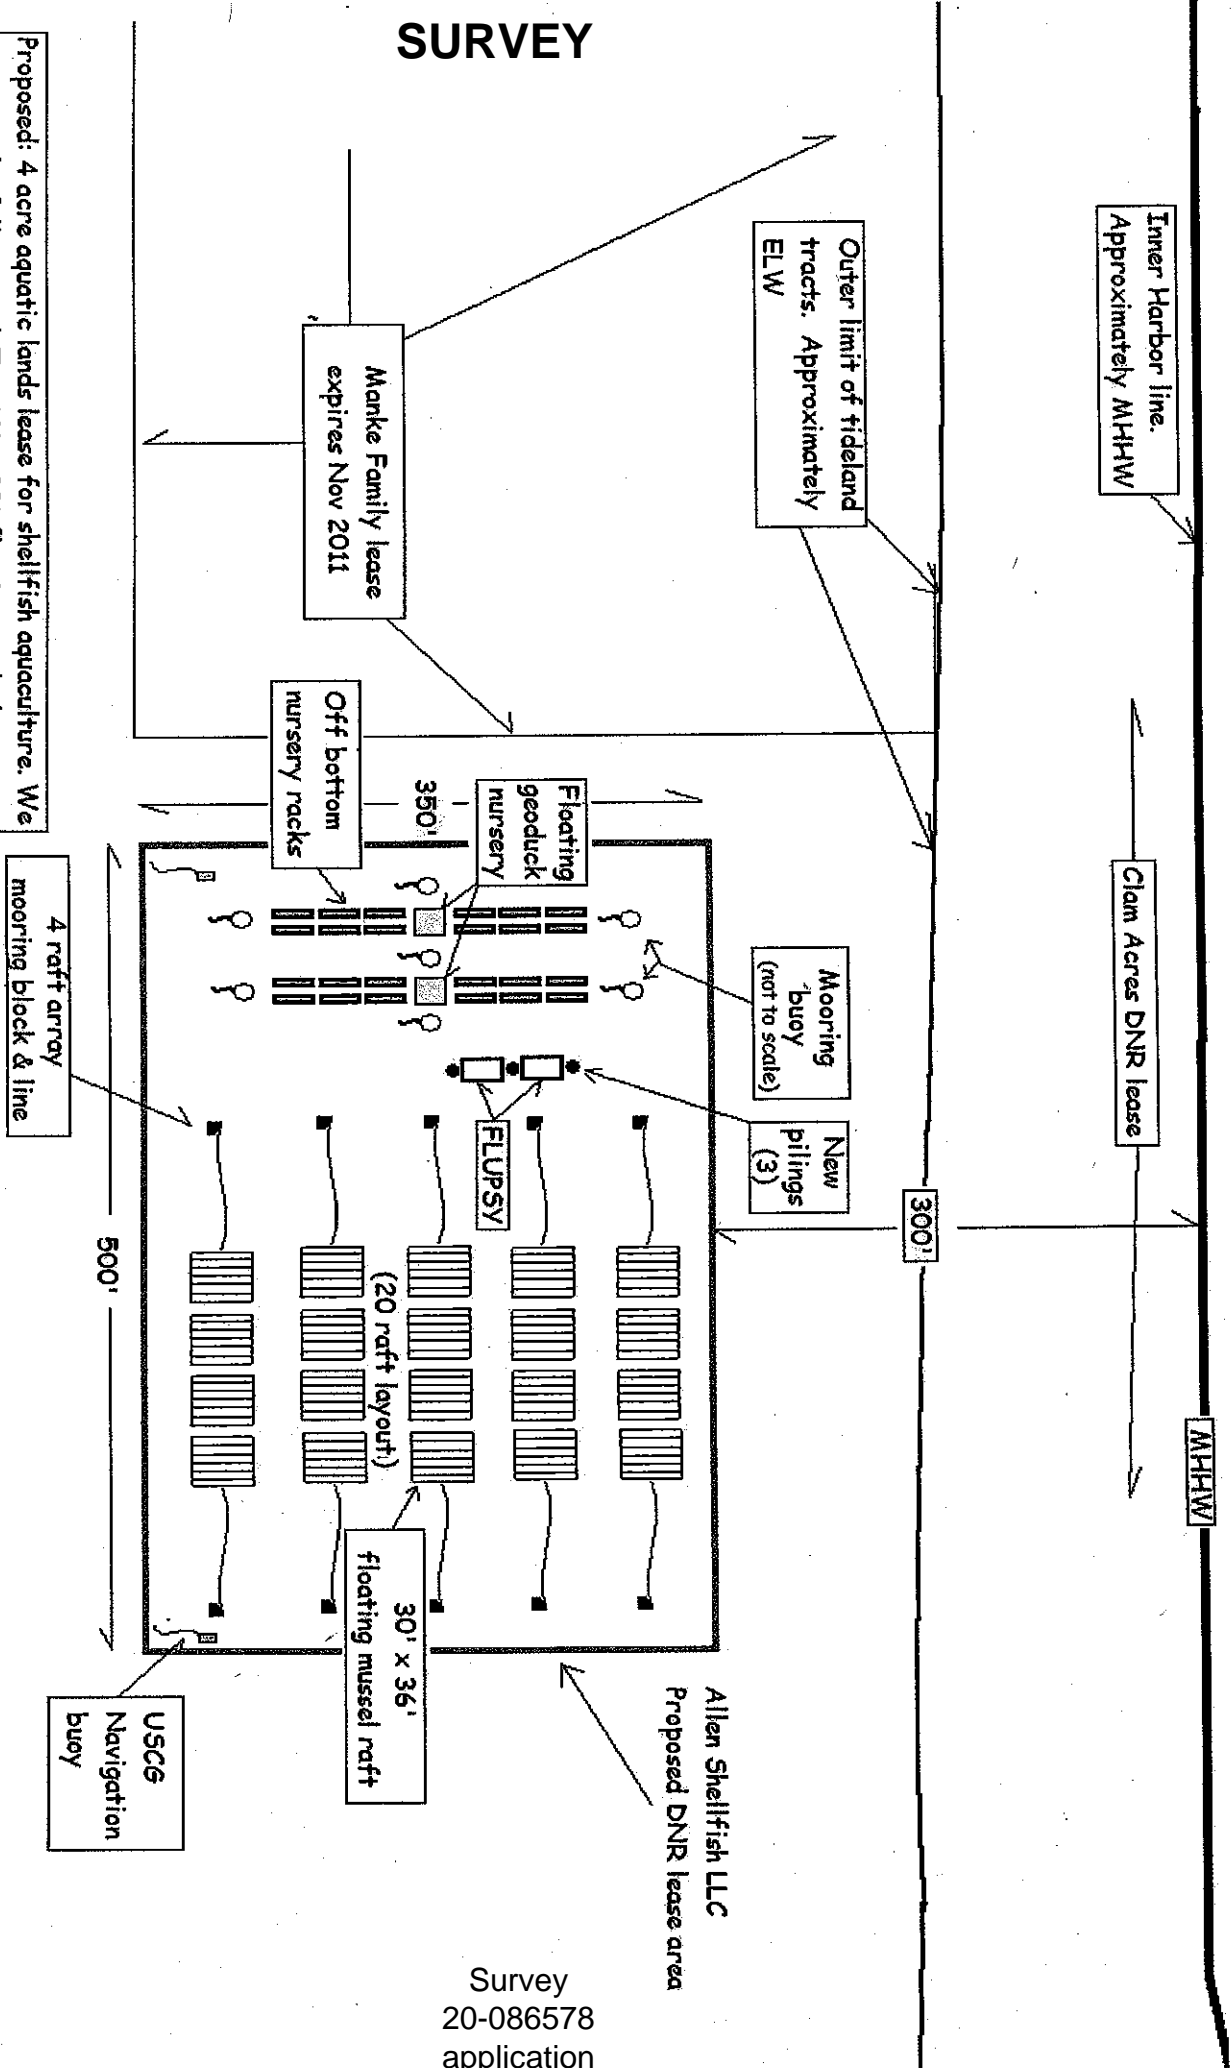 SURVEY
Inner Harbor line.
Approximately MHHW
Outer limit of tideland
tracts. Approximately
ELW
Clam Acres DNR lease
MHHW
300'
Manke Family lease
expires Nov 2011
Off bottom
nursery racks
350'
Floating
geoduck
nursery
Mooring
buoy
(not to scale)
New
pilings
(3)
FLUPSY
4 raft array
mooring block & line
500'
(20 raft layout)
30' x 36'
floating mussel raft
USCG
Navigation
buoy
Allen Shellfish LLC
Proposed DNR lease area
Proposed: 4 acre aquatic lands lease for shellfish aquaculture. We
Survey
20-086578
application